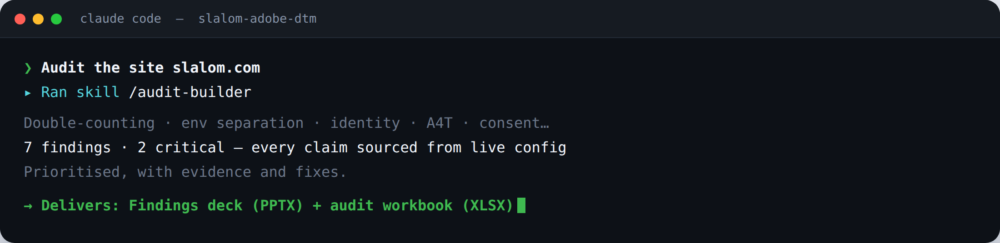 claude code — slalom-adobe-dtm
❯ Audit the site slalom.com
▸ Ran skill /audit-builder
Double-counting · env separation · identity · A4T · consent…
7 findings · 2 critical — every claim sourced from live config
Prioritised, with evidence and fixes.
→ Delivers: Findings deck (PPTX) + audit workbook (XLSX)